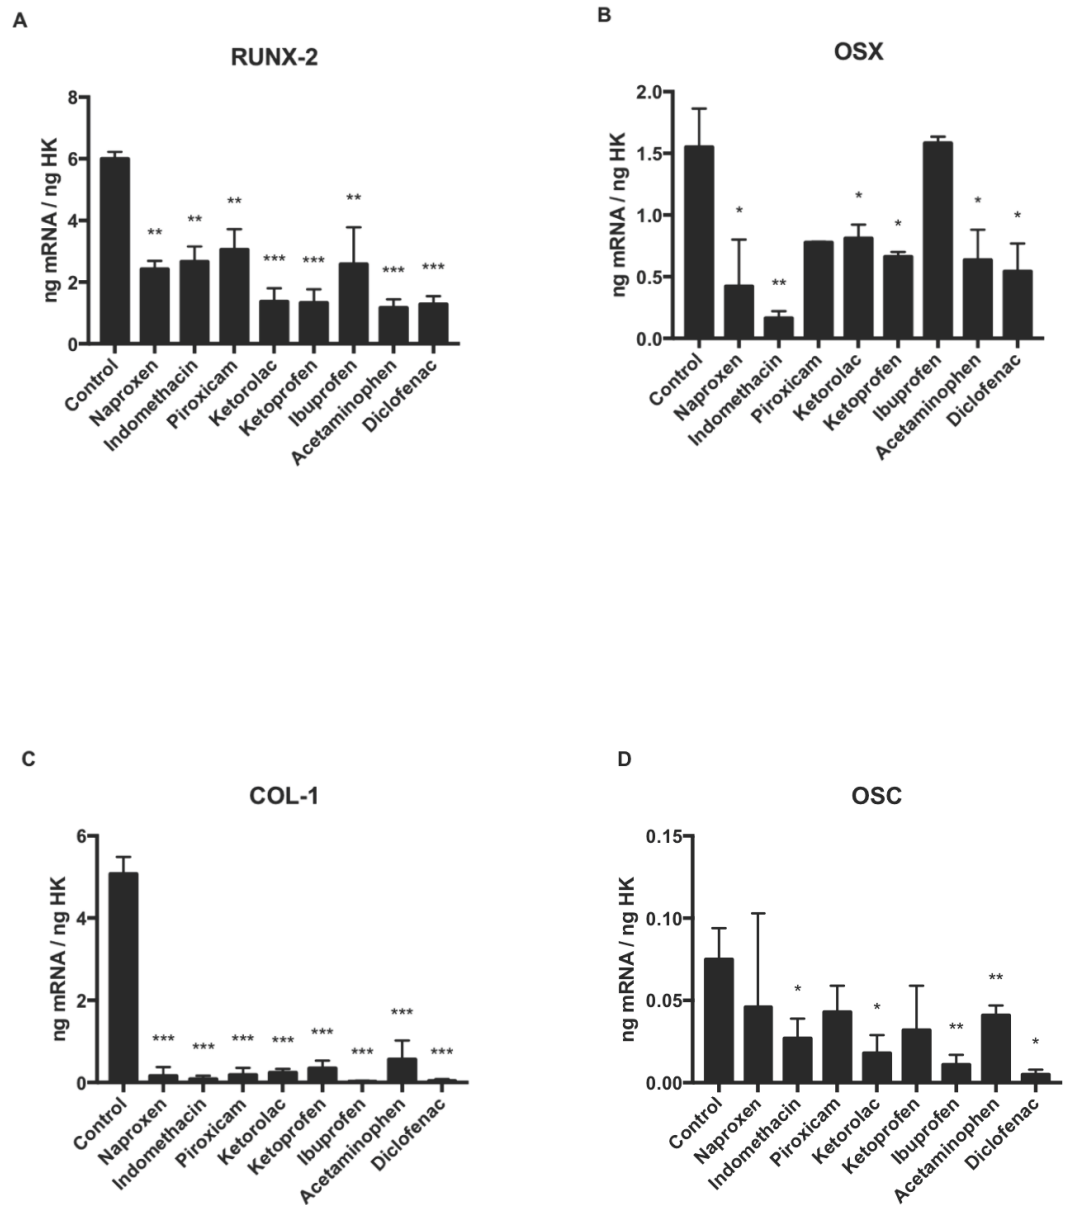 A
RUNX-2
ng mRNA / ng HK
8
6
4
2
0
**
**
**
***
***
**
***
***
Control
Naproxen
Indomethacin
Piroxicam
Ketorolac
Ketoprofen
Ibuprofen
Acetaminophen
Diclofenac
B
OSX
ng mRNA / ng HK
2.0
1.5
1.0
0.5
0.0
*
**
*
*
*
*
Control
Naproxen
Indomethacin
Piroxicam
Ketorolac
Ketoprofen
Ibuprofen
Acetaminophen
Diclofenac
C
COL-1
ng mRNA / ng HK
6
4
2
0
***
***
***
***
***
***
***
***
Control
Naproxen
Indomethacin
Piroxicam
Ketorolac
Ketoprofen
Ibuprofen
Acetaminophen
Diclofenac
D
OSC
ng mRNA / ng HK
0.15
0.10
0.05
0.00
*
*
**
**
*
Control
Naproxen
Indomethacin
Piroxicam
Ketorolac
Ketoprofen
Ibuprofen
Acetaminophen
Diclofenac